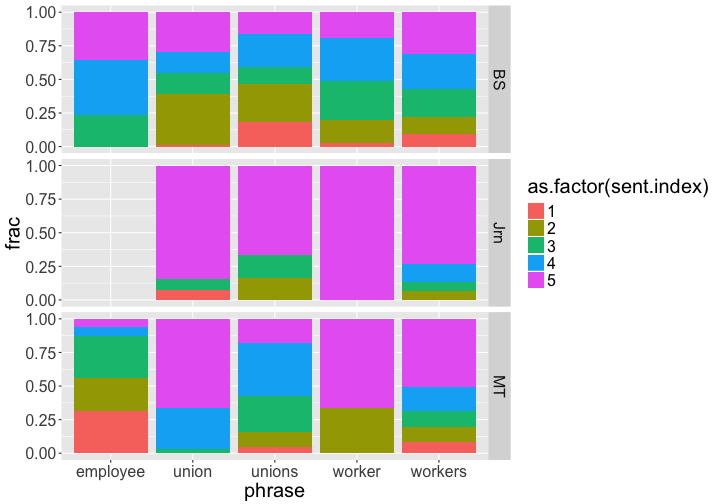 frac
1.00
0.75
0.50
0.25
0.00
BS
1.00
0.75
0.50
0.25
0.00
Jrn
1.00
0.75
0.50
0.25
0.00
MT
employee union unions worker workers
phrase
as.factor(sent.index)
1
2
3
4
5